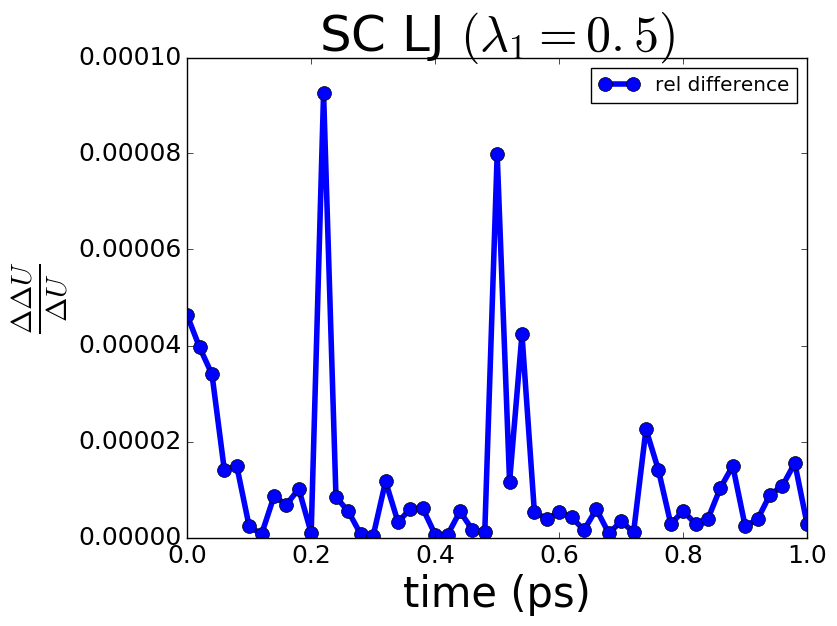 SC LJ (λ₁ = 0.5)
rel difference
0.00010
0.00008
0.00006
0.00004
0.00002
0.00000
ΔΔU
ΔU
0.0 0.2 0.4 0.6 0.8 1.0
time (ps)